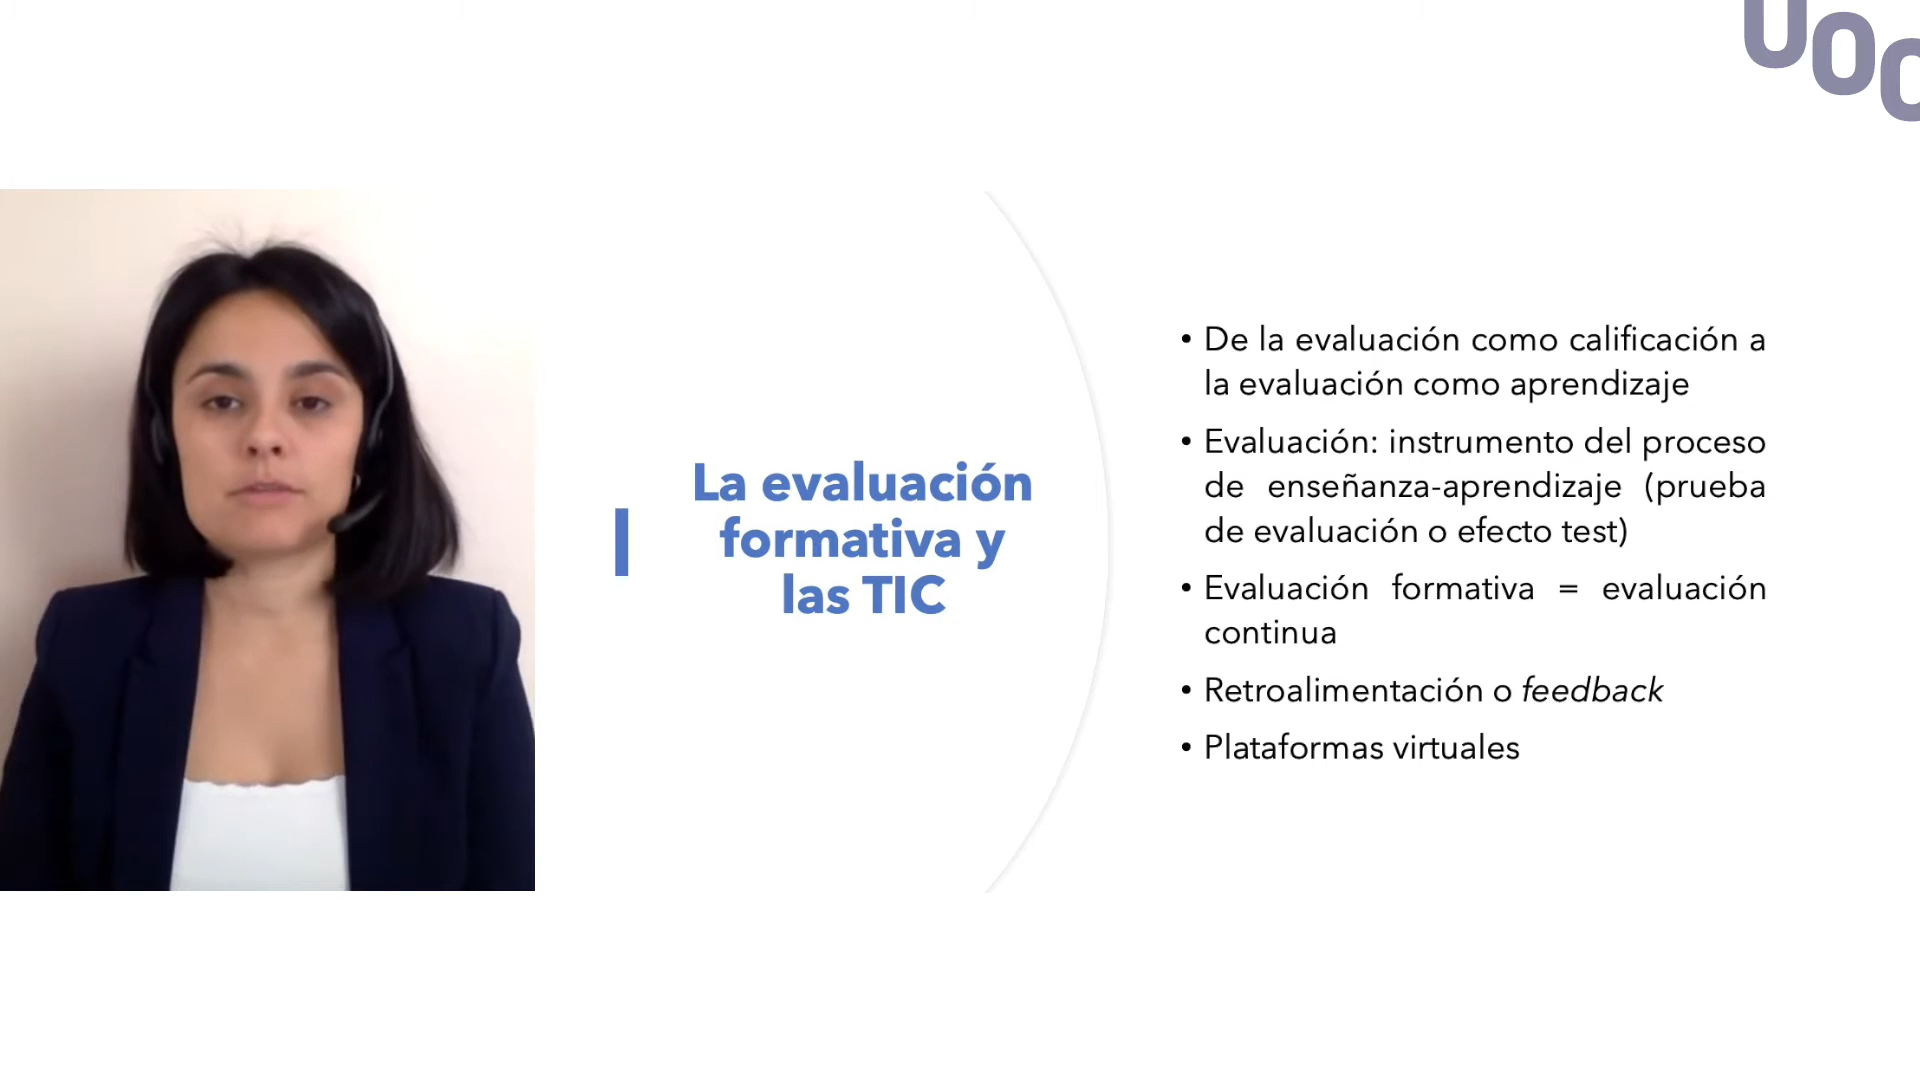 UOC
La evaluación
formativa y
las TIC
• De la evaluación como calificación a
la evaluación como aprendizaje
• Evaluación: instrumento del proceso
de enseñanza-aprendizaje (prueba
de evaluación o efecto test)
• Evaluación formativa = evaluación
continua
• Retroalimentación o feedback
• Plataformas virtuales